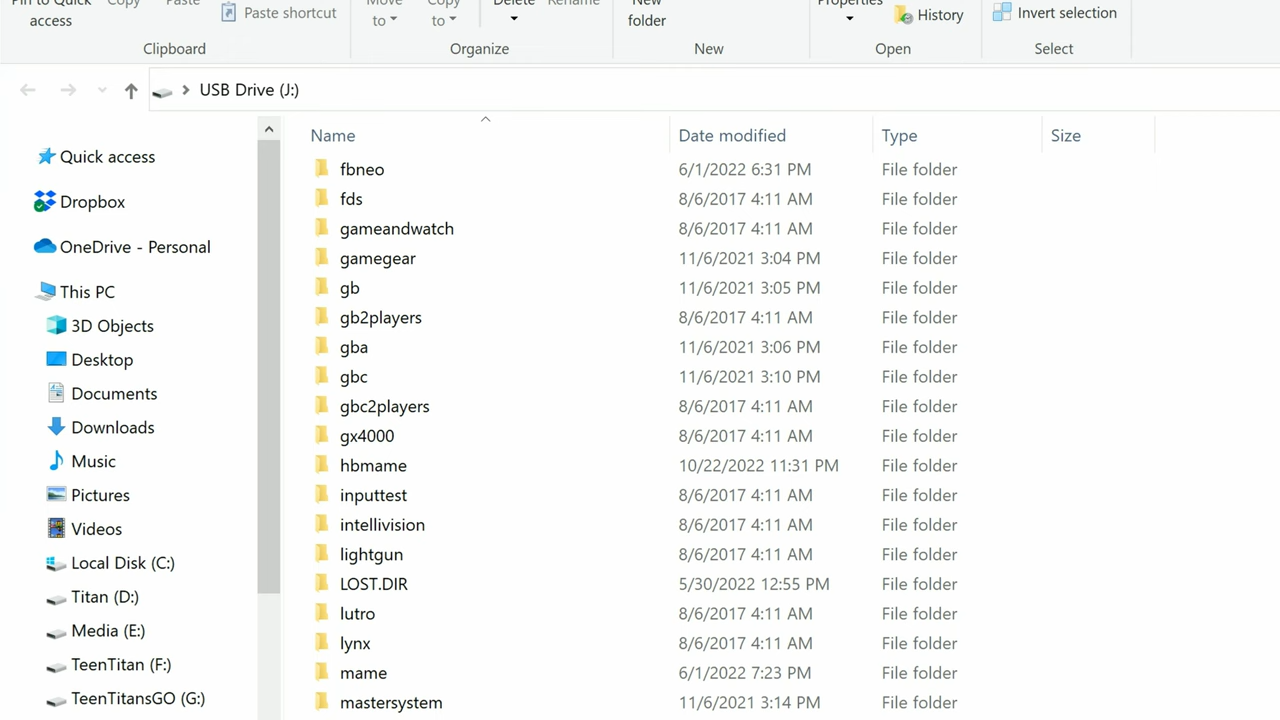 Pin to Quick access
Copy
Paste
Paste shortcut
Clipboard
Move to
Copy to
Delete
Rename
Organize
New folder
New
Properties
History
Open
Invert selection
Select
USB Drive (J:)
Quick access
Dropbox
OneDrive - Personal
This PC
3D Objects
Desktop
Documents
Downloads
Music
Pictures
Videos
Local Disk (C:)
Titan (D:)
Media (E:)
TeenTitan (F:)
TeenTitansGO (G:)
Name Date modified Type Size
fbneo 6/1/2022 6:31 PM File folder
fds 8/6/2017 4:11 AM File folder
gameandwatch 8/6/2017 4:11 AM File folder
gamegear 11/6/2021 3:04 PM File folder
gb 11/6/2021 3:05 PM File folder
gb2players 8/6/2017 4:11 AM File folder
gba 11/6/2021 3:06 PM File folder
gbc 11/6/2021 3:10 PM File folder
gbc2players 8/6/2017 4:11 AM File folder
gx4000 8/6/2017 4:11 AM File folder
hbmame 10/22/2022 11:31 PM File folder
inputtest 8/6/2017 4:11 AM File folder
intellivision 8/6/2017 4:11 AM File folder
lightgun 8/6/2017 4:11 AM File folder
LOST.DIR 5/30/2022 12:55 PM File folder
lutro 8/6/2017 4:11 AM File folder
lynx 8/6/2017 4:11 AM File folder
mame 6/1/2022 7:23 PM File folder
mastersystem 11/6/2021 3:14 PM File folder